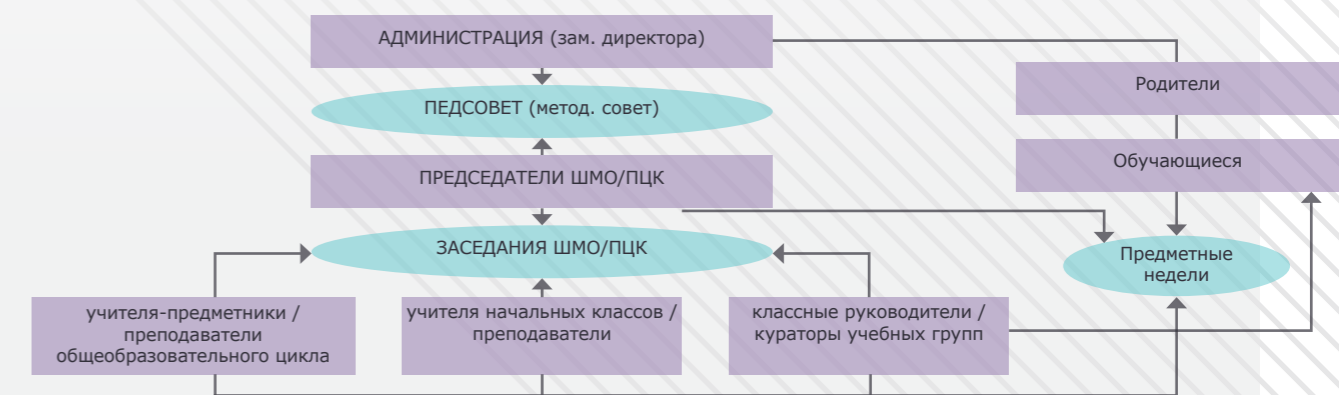 АДМИНИСТРАЦИЯ (зам. директора)
ПЕДСОВЕТ (метод. совет)
ПРЕДСЕДАТЕЛИ ШМО/ПЦК
ЗАСЕДАНИЯ ШМО/ПЦК
учителя-предметники /
преподаватели
общеобразовательного цикла
учителя начальных классов /
преподаватели
классные руководители /
кураторы учебных групп
Родители
Обучающиеся
Предметные
недели